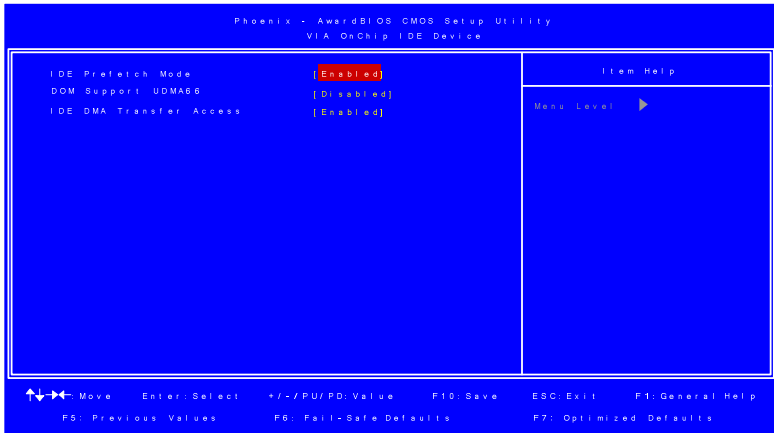 Phoenix - AwardBIOS CMOS Setup Utility
VIA OnChip IDE Device
IDE Prefetch Mode [Enabled]
DOM Support UDMA66 [Disabled]
IDE DMA Transfer Access [Enabled]
Item Help
Menu Level
:Move Enter:Select +/-/PU/PD:Value F10:Save ESC:Exit F1:General Help
F5: Previous Values F6: Fail-Safe Defaults F7: Optimized Defaults